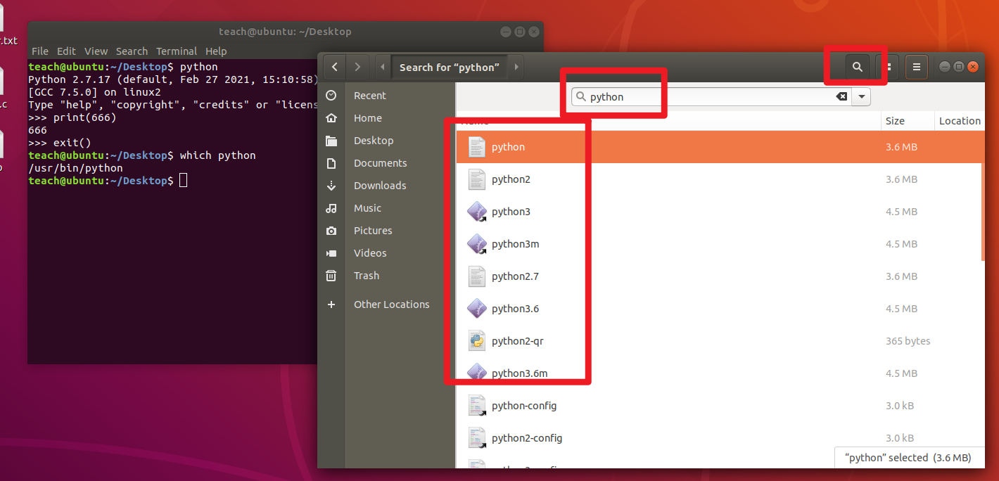 r.txt
.c
teach@ubuntu: ~/Desktop
File Edit View Search Terminal Help
teach@ubuntu:~/Desktop$ python
Python 2.7.17 (default, Feb 27 2021, 15:10:58)
[GCC 7.5.0] on linux2
Type "help", "copyright", "credits" or "licens
>>> print(666)
666
>>> exit()
teach@ubuntu:~/Desktop$ which python
/usr/bin/python
teach@ubuntu:~/Desktop$
Search for “python”
python
Recent
Home
Desktop
Documents
Downloads
Music
Pictures
Videos
Trash
Other Locations
Size Location
python 3.6 MB
python2 3.6 MB
python3 4.5 MB
python3m 4.5 MB
python2.7 3.6 MB
python3.6 4.5 MB
python2-qr 365 bytes
python3.6m 4.5 MB
python-config 3.0 kB
python2-config 3.0 kB
“python” selected (3.6 MB)